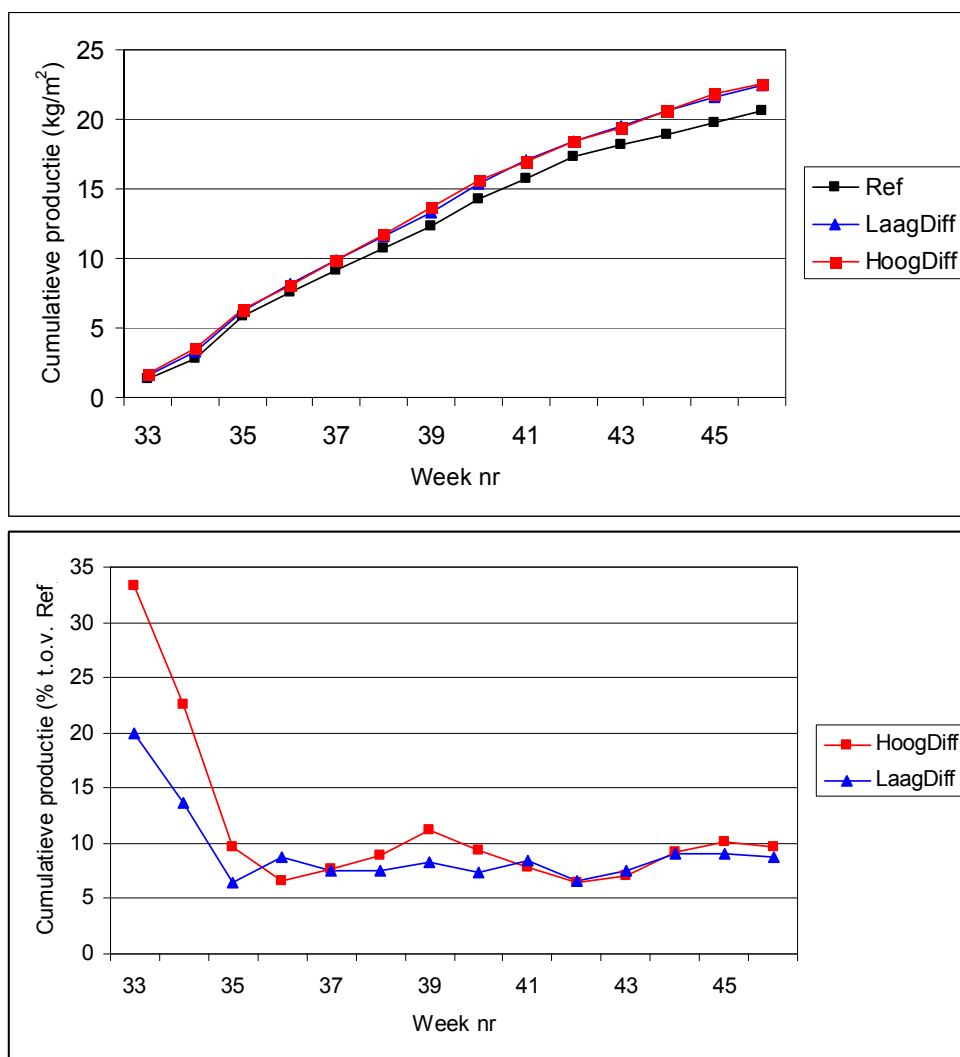 Cumulatieve productie (kg/m²)
25
20
15
10
5
0
33 35 37 39 41 43 45
Week nr
Ref
LaagDiff
HoogDiff
Cumulatieve productie (% t.o.v. Ref
35
30
25
20
15
10
5
0
33 35 37 39 41 43 45
Week nr
HoogDiff
LaagDiff